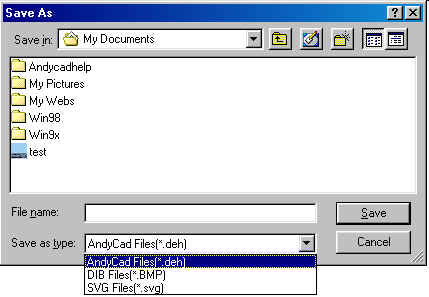 Save As
Save in: My Documents
Andycadhelp
My Pictures
My Webs
Win98
Win9x
test
File name:
Save
Save as type: AndyCad Files(*.deh)
Cancel
AndyCad Files(*.deh)
DIB Files(*.BMP)
SVG Files(*.svg)